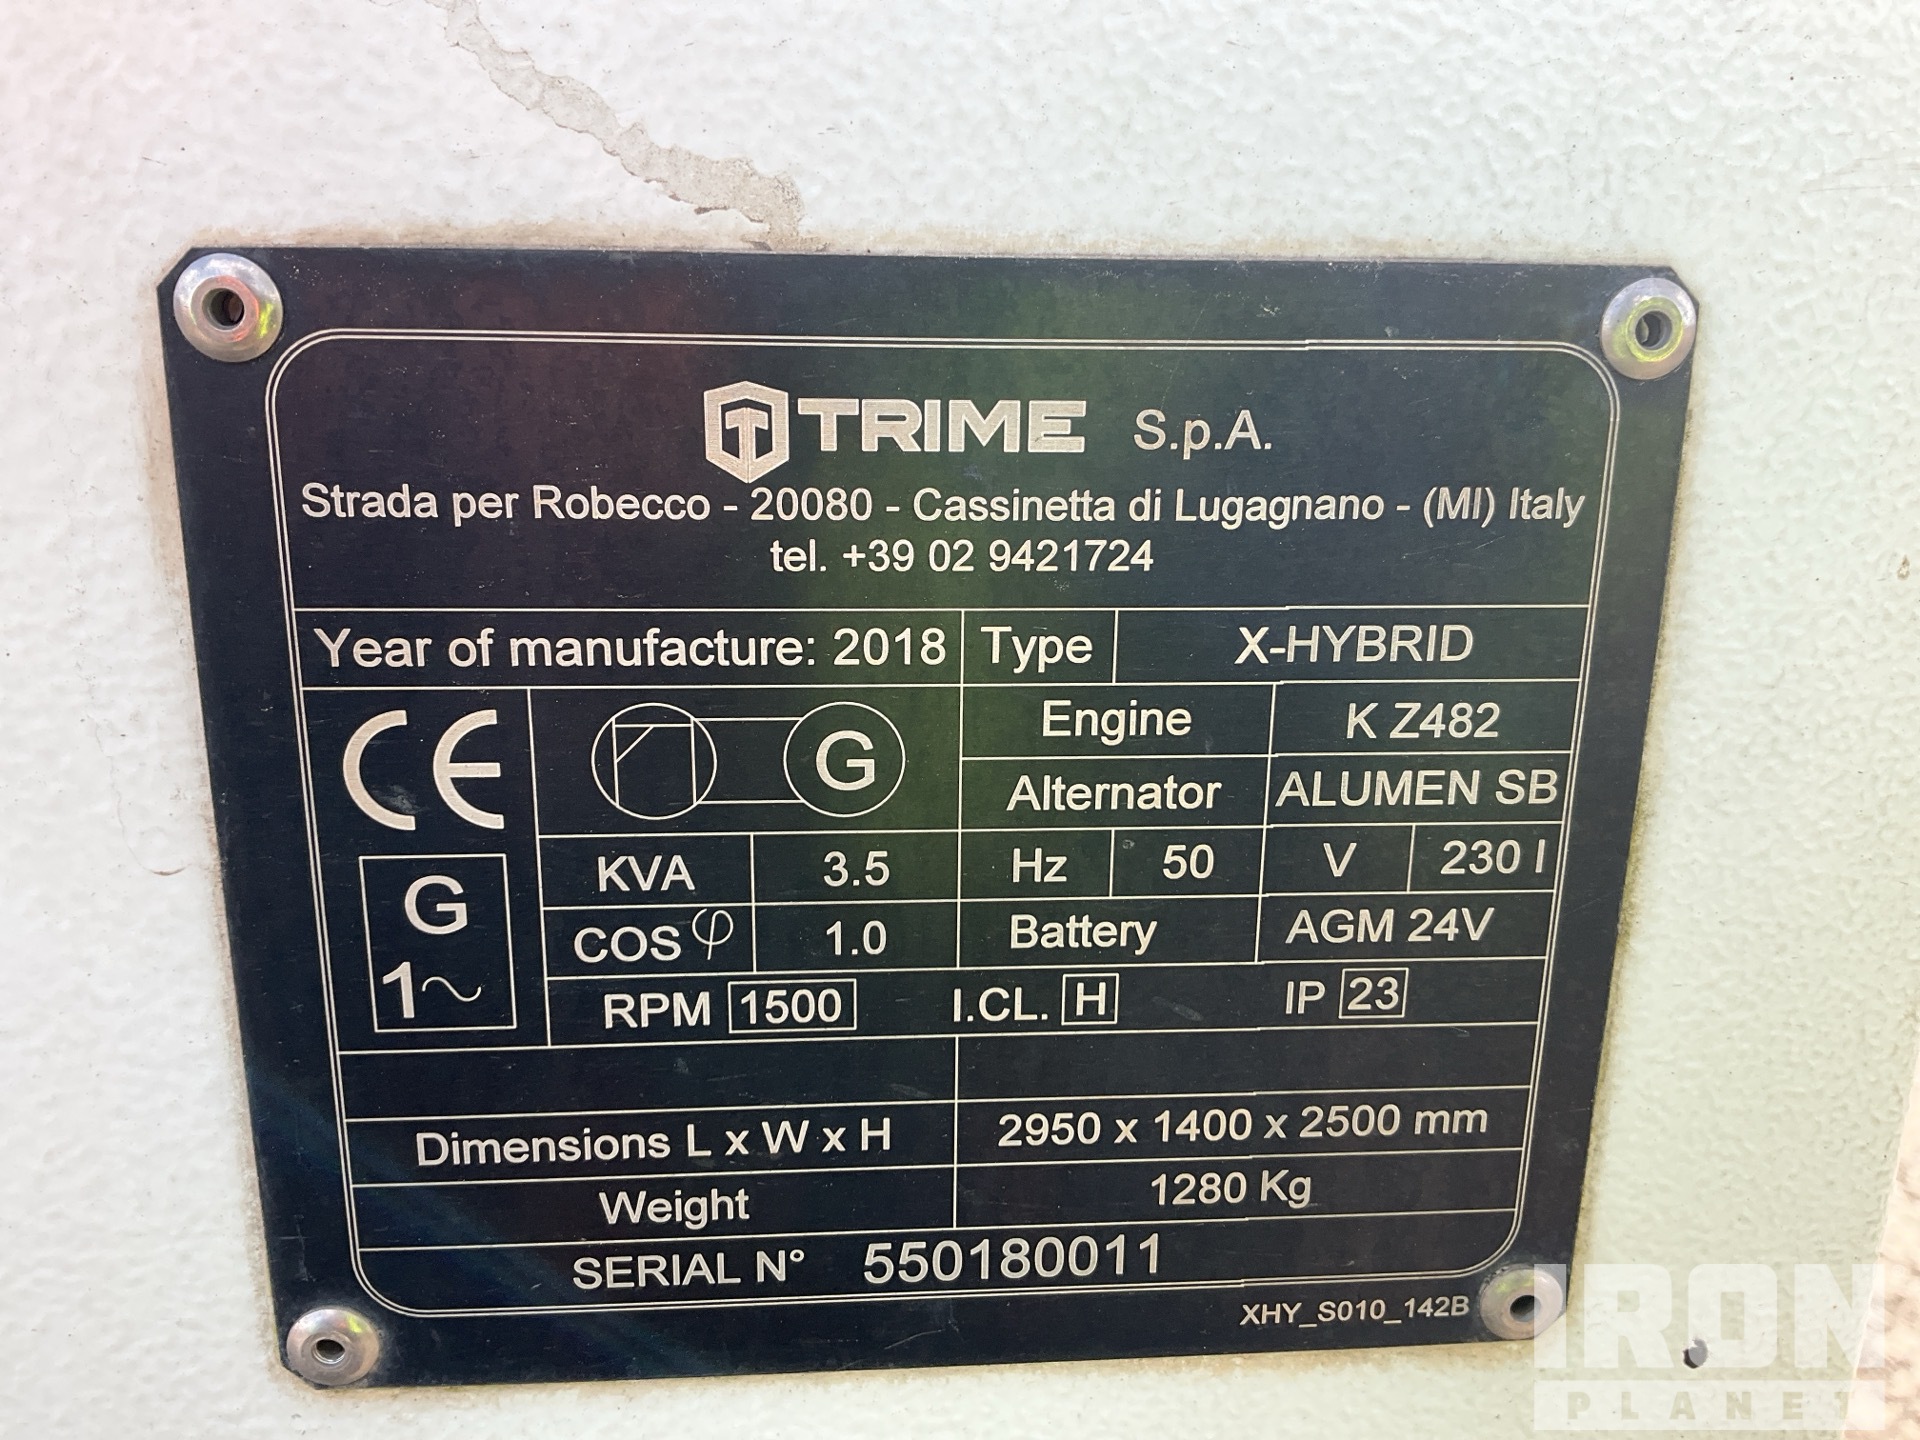 TRIME S.p.A.
Strada per Robecco - 20080 - Cassinetta di Lugagnano - (MI) Italy
tel. +39 02 9421724
Year of manufacture: 2018 Type X-HYBRID
CE G Engine K Z482
Alternator ALUMEN SB
KVA 3.5 Hz 50 V 230 I
G COS φ 1.0 Battery AGM 24V
1~ RPM 1500 I.CL. H IP 23
Dimensions L x W x H 2950 x 1400 x 2500 mm
Weight 1280 Kg
SERIAL N° 550180011
XHY_S010_142B
IRON
PLANET